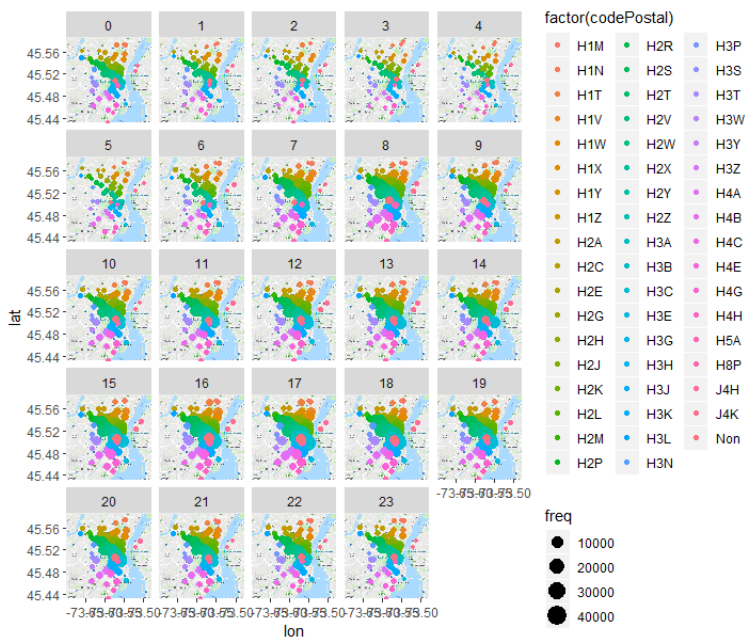 factor(codePostal)
0 1 2 3 4
45.56
45.52
45.48
45.44
5 6 7 8 9
45.56
45.52
45.48
45.44
10 11 12 13 14
45.56
45.52
45.48
45.44
15 16 17 18 19
45.56
45.52
45.48
45.44
20 21 22 23
45.56
45.52
45.48
45.44
lat
lon
H1M H2R H3P
H1N H2S H3S
H1T H2T H3T
H1V H2V H3W
H1W H2W H3Y
H1X H2X H3Z
H1Y H2Y H4A
H1Z H2Z H4B
H2A H3A H4C
H2C H3B H4E
H2E H3C H4G
H2G H3E H4H
H2H H3G H5A
H2J H3H H8P
H2K H3J J4H
H2L H3K J4K
H2M H3L Non
H2P H3N
freq
10000
20000
30000
40000